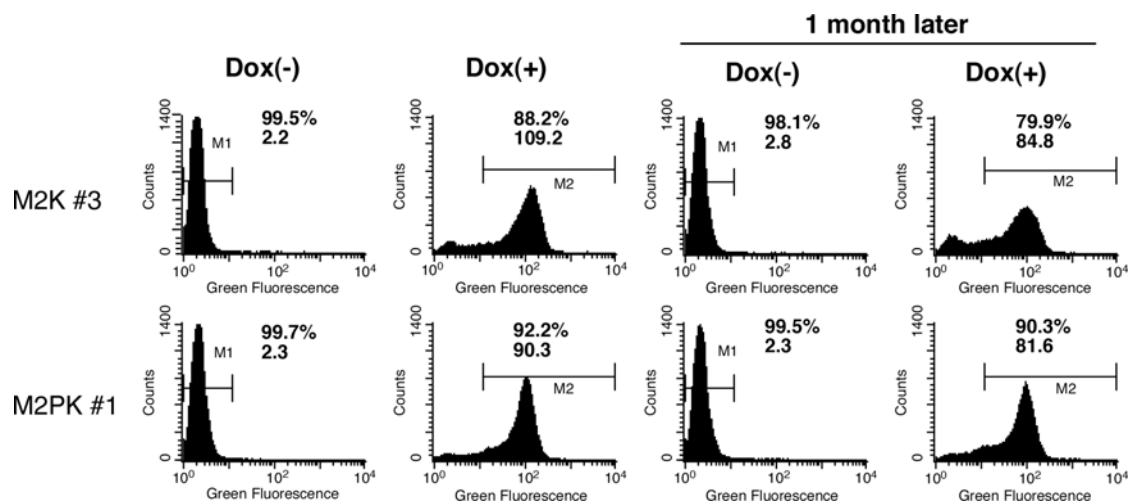 1 month later
Dox(-) Dox(+) Dox(-) Dox(+)
M2K #3
1400
Counts
0
99.5%
2.2
M1
10^0 10^2 10^4
Green Fluorescence
1400
Counts
0
88.2%
109.2
M2
10^0 10^2 10^4
Green Fluorescence
1400
Counts
0
98.1%
2.8
M1
10^0 10^2 10^4
Green Fluorescence
1400
Counts
0
79.9%
84.8
M2
10^0 10^2 10^4
Green Fluorescence
M2PK #1
1400
Counts
0
99.7%
2.3
M1
10^0 10^2 10^4
Green Fluorescence
1400
Counts
0
92.2%
90.3
M2
10^0 10^2 10^4
Green Fluorescence
1400
Counts
0
99.5%
2.3
M1
10^0 10^2 10^4
Green Fluorescence
1400
Counts
0
90.3%
81.6
M2
10^0 10^2 10^4
Green Fluorescence